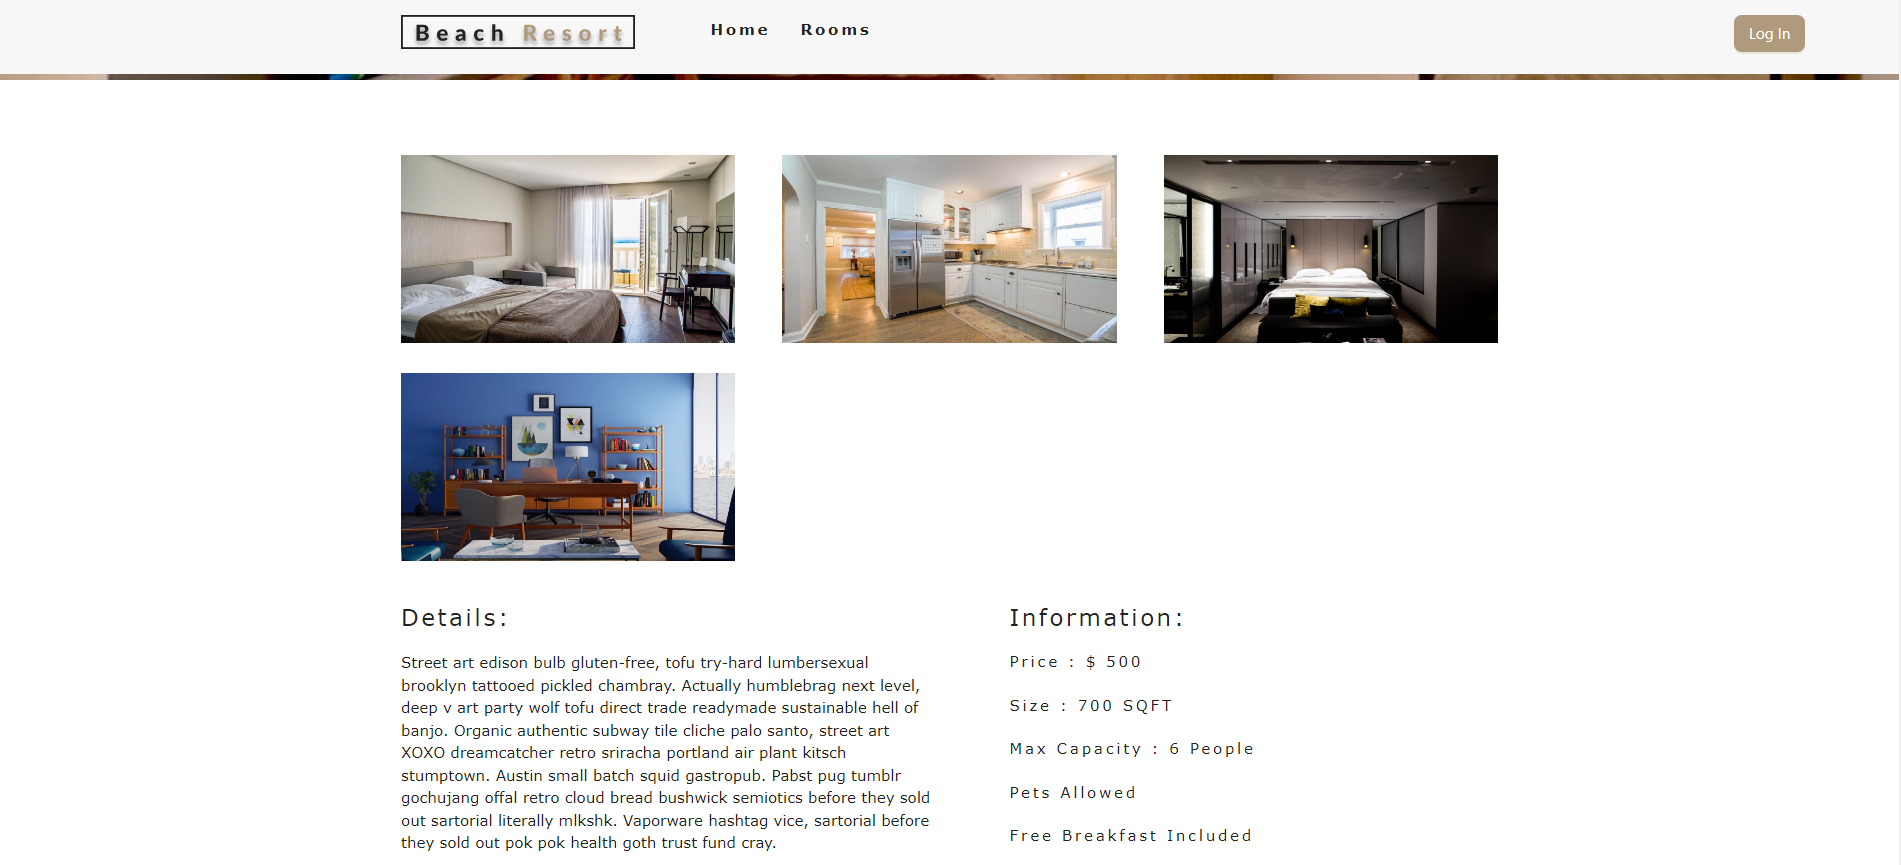 Beach Resort
Home
Rooms
Log In
Details:
Street art edison bulb gluten-free, tofu try-hard lumbersexual
brooklyn tattooed pickled chambray. Actually humblebrag next level,
deep v art party wolf tofu direct trade readymade sustainable hell of
banjo. Organic authentic subway tile cliche palo santo, street art
XOXO dreamcatcher retro sriracha portland air plant kitsch
stumptown. Austin small batch squid gastropub. Pabst pug tumblr
gochujang offal retro cloud bread bushwick semiotics before they sold
out sartorial literally mlkshk. Vaporware hashtag vice, sartorial before
they sold out pok pok health goth trust fund cray.
Information:
Price : $ 500
Size : 700 SQFT
Max Capacity : 6 People
Pets Allowed
Free Breakfast Included